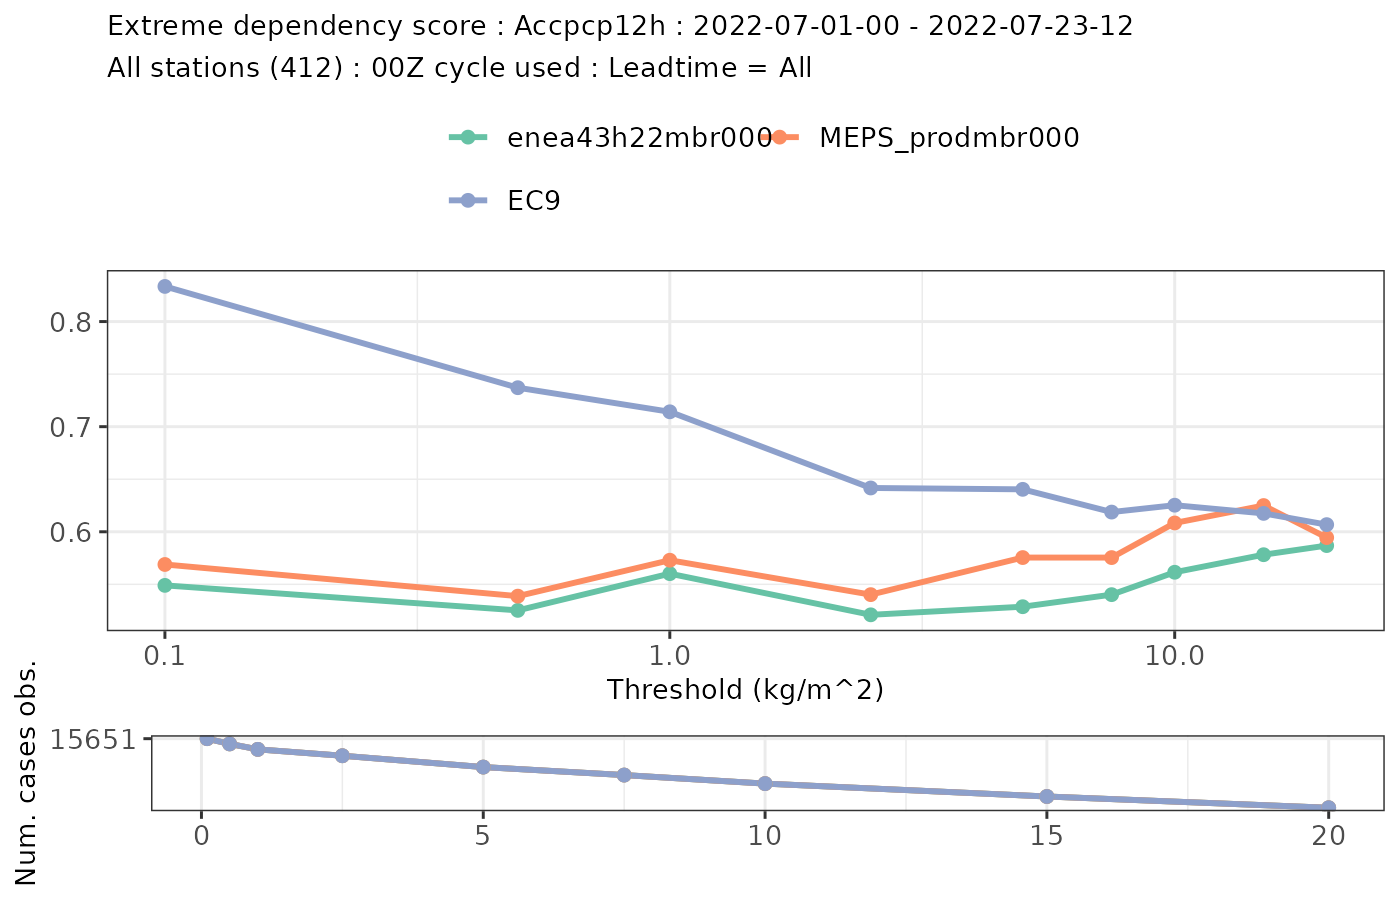 Extreme dependency score : Accpcp12h : 2022-07-01-00 - 2022-07-23-12
All stations (412) : 00Z cycle used : Leadtime = All
enea43h22mbr000 MEPS_prodmbr000
EC9
0.8
0.7
0.6
0.1 1.0 10.0
Threshold (kg/m^2)
Num. cases obs.
15651
0 5 10 15 20